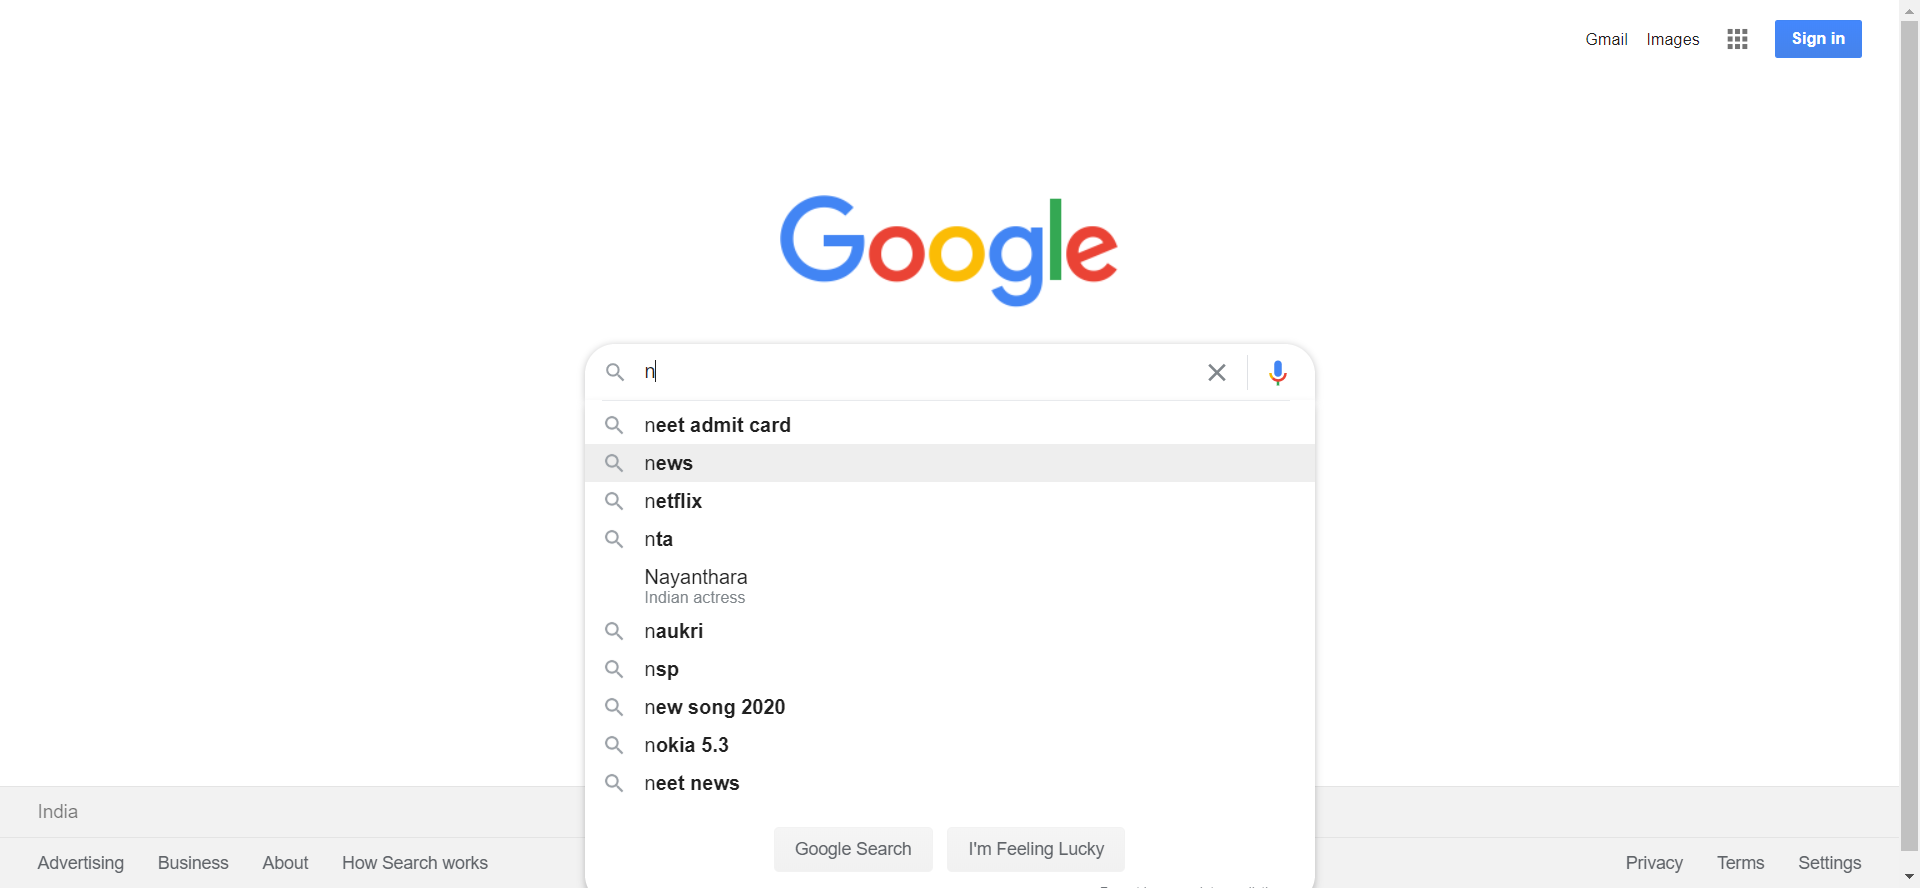 Gmail Images Sign in
Google
n
neet admit card
news
netflix
nta
Nayanthara
Indian actress
naukri
nsp
new song 2020
nokia 5.3
neet news
India
Google Search I'm Feeling Lucky
Advertising Business About How Search works Privacy Terms Settings